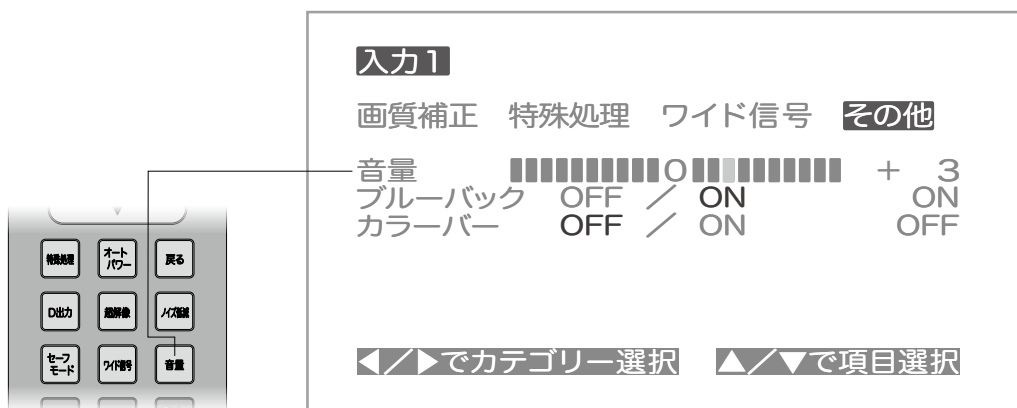 入力1
画質補正 特殊処理 ワイド信号 その他
音量 0 + 3
ブルーバック OFF / ON ON
カラーバー OFF / ON OFF
◀/▶でカテゴリー選択 ▲/▼で項目選択
特殊処理 オートパワー 戻る
D出力 超解像 ノイズ低減
セーフモード ワイド信号 音量